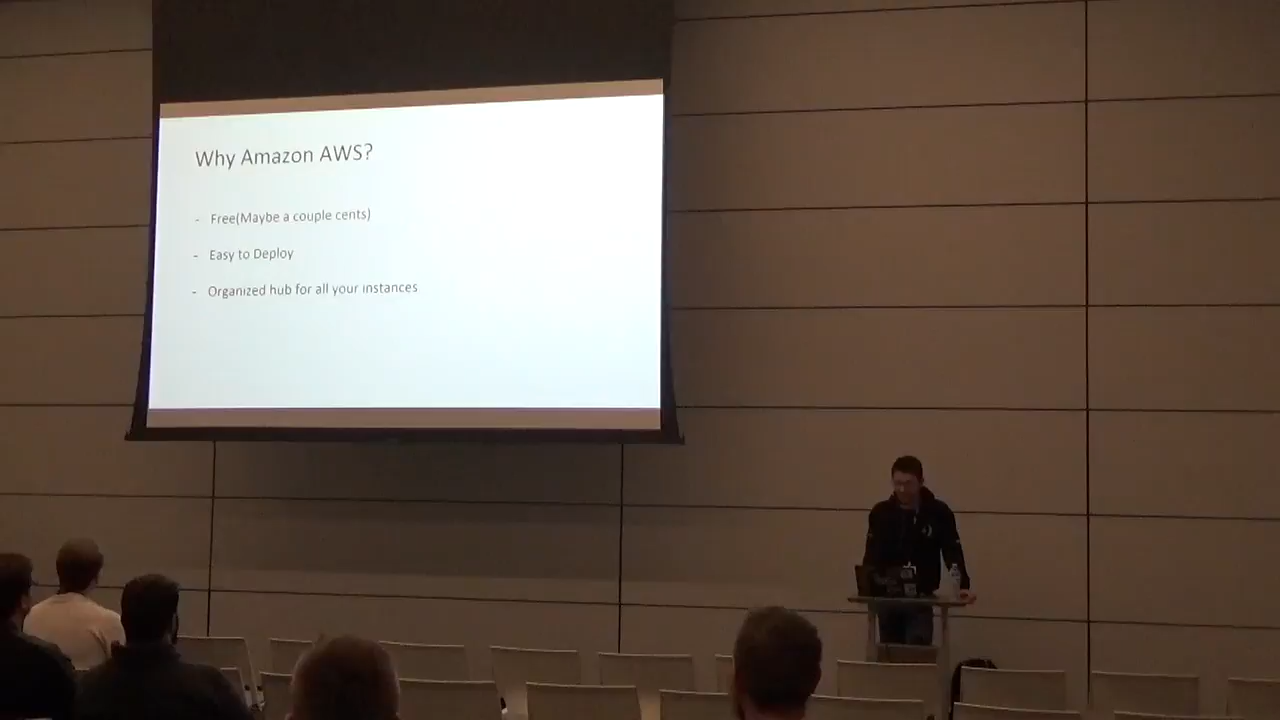 Why Amazon AWS?
- Free(Maybe a couple cents)
- Easy to Deploy
- Organized hub for all your instances